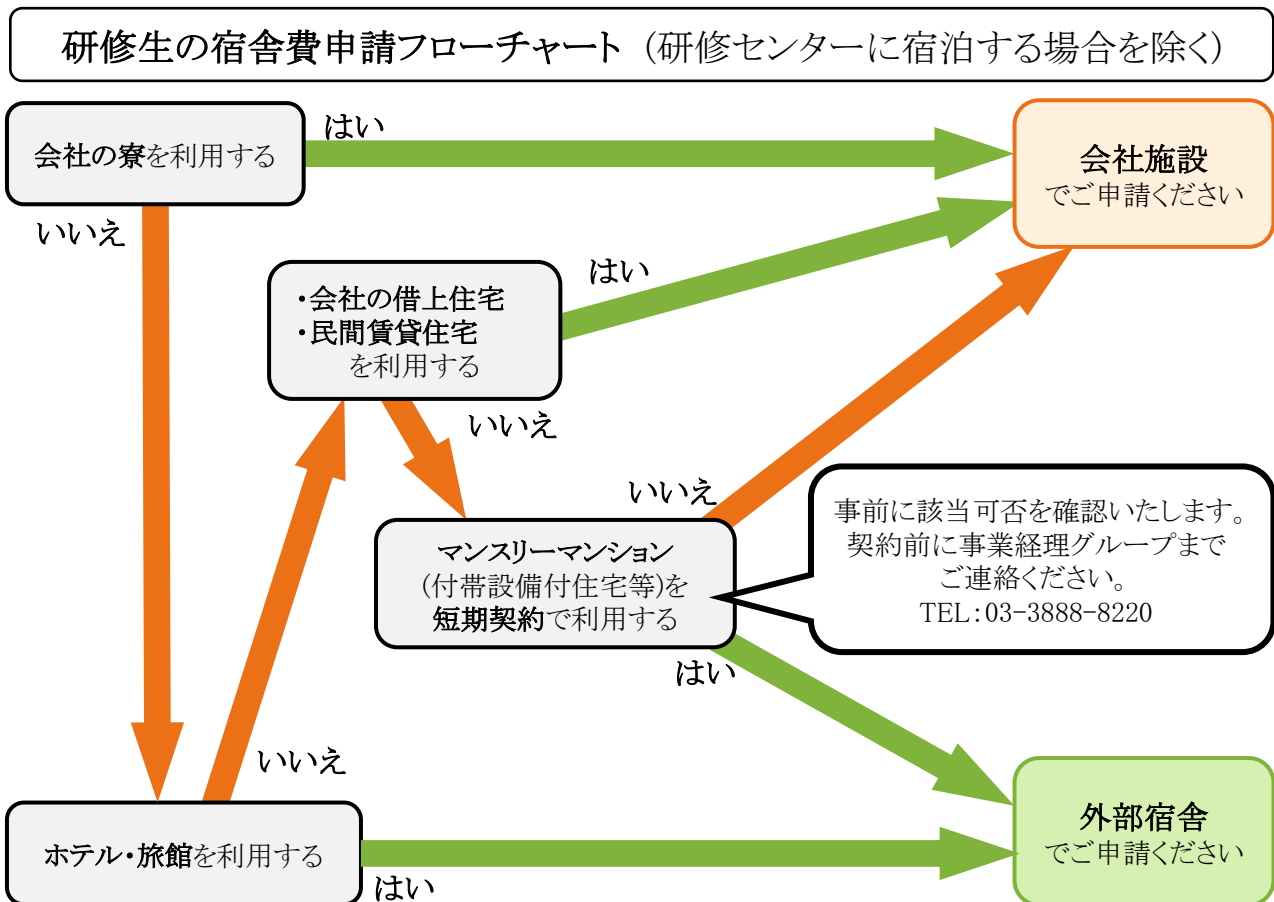 研修生の宿舎費申請フローチャート (研修センターに宿泊する場合を除く)
会社の寮を利用する
はい
会社施設
でご申請ください
いいえ
・会社の借上住宅
・民間賃貸住宅
を利用する
はい
いいえ
マンスリーマンション
(付帯設備付住宅等)を
短期契約で利用する
いいえ
事前に該当可否を確認いたします。
契約前に事業経理グループまで
ご連絡ください。
TEL:03-3888-8220
はい
いいえ
ホテル・旅館を利用する
はい
外部宿舎
でご申請ください